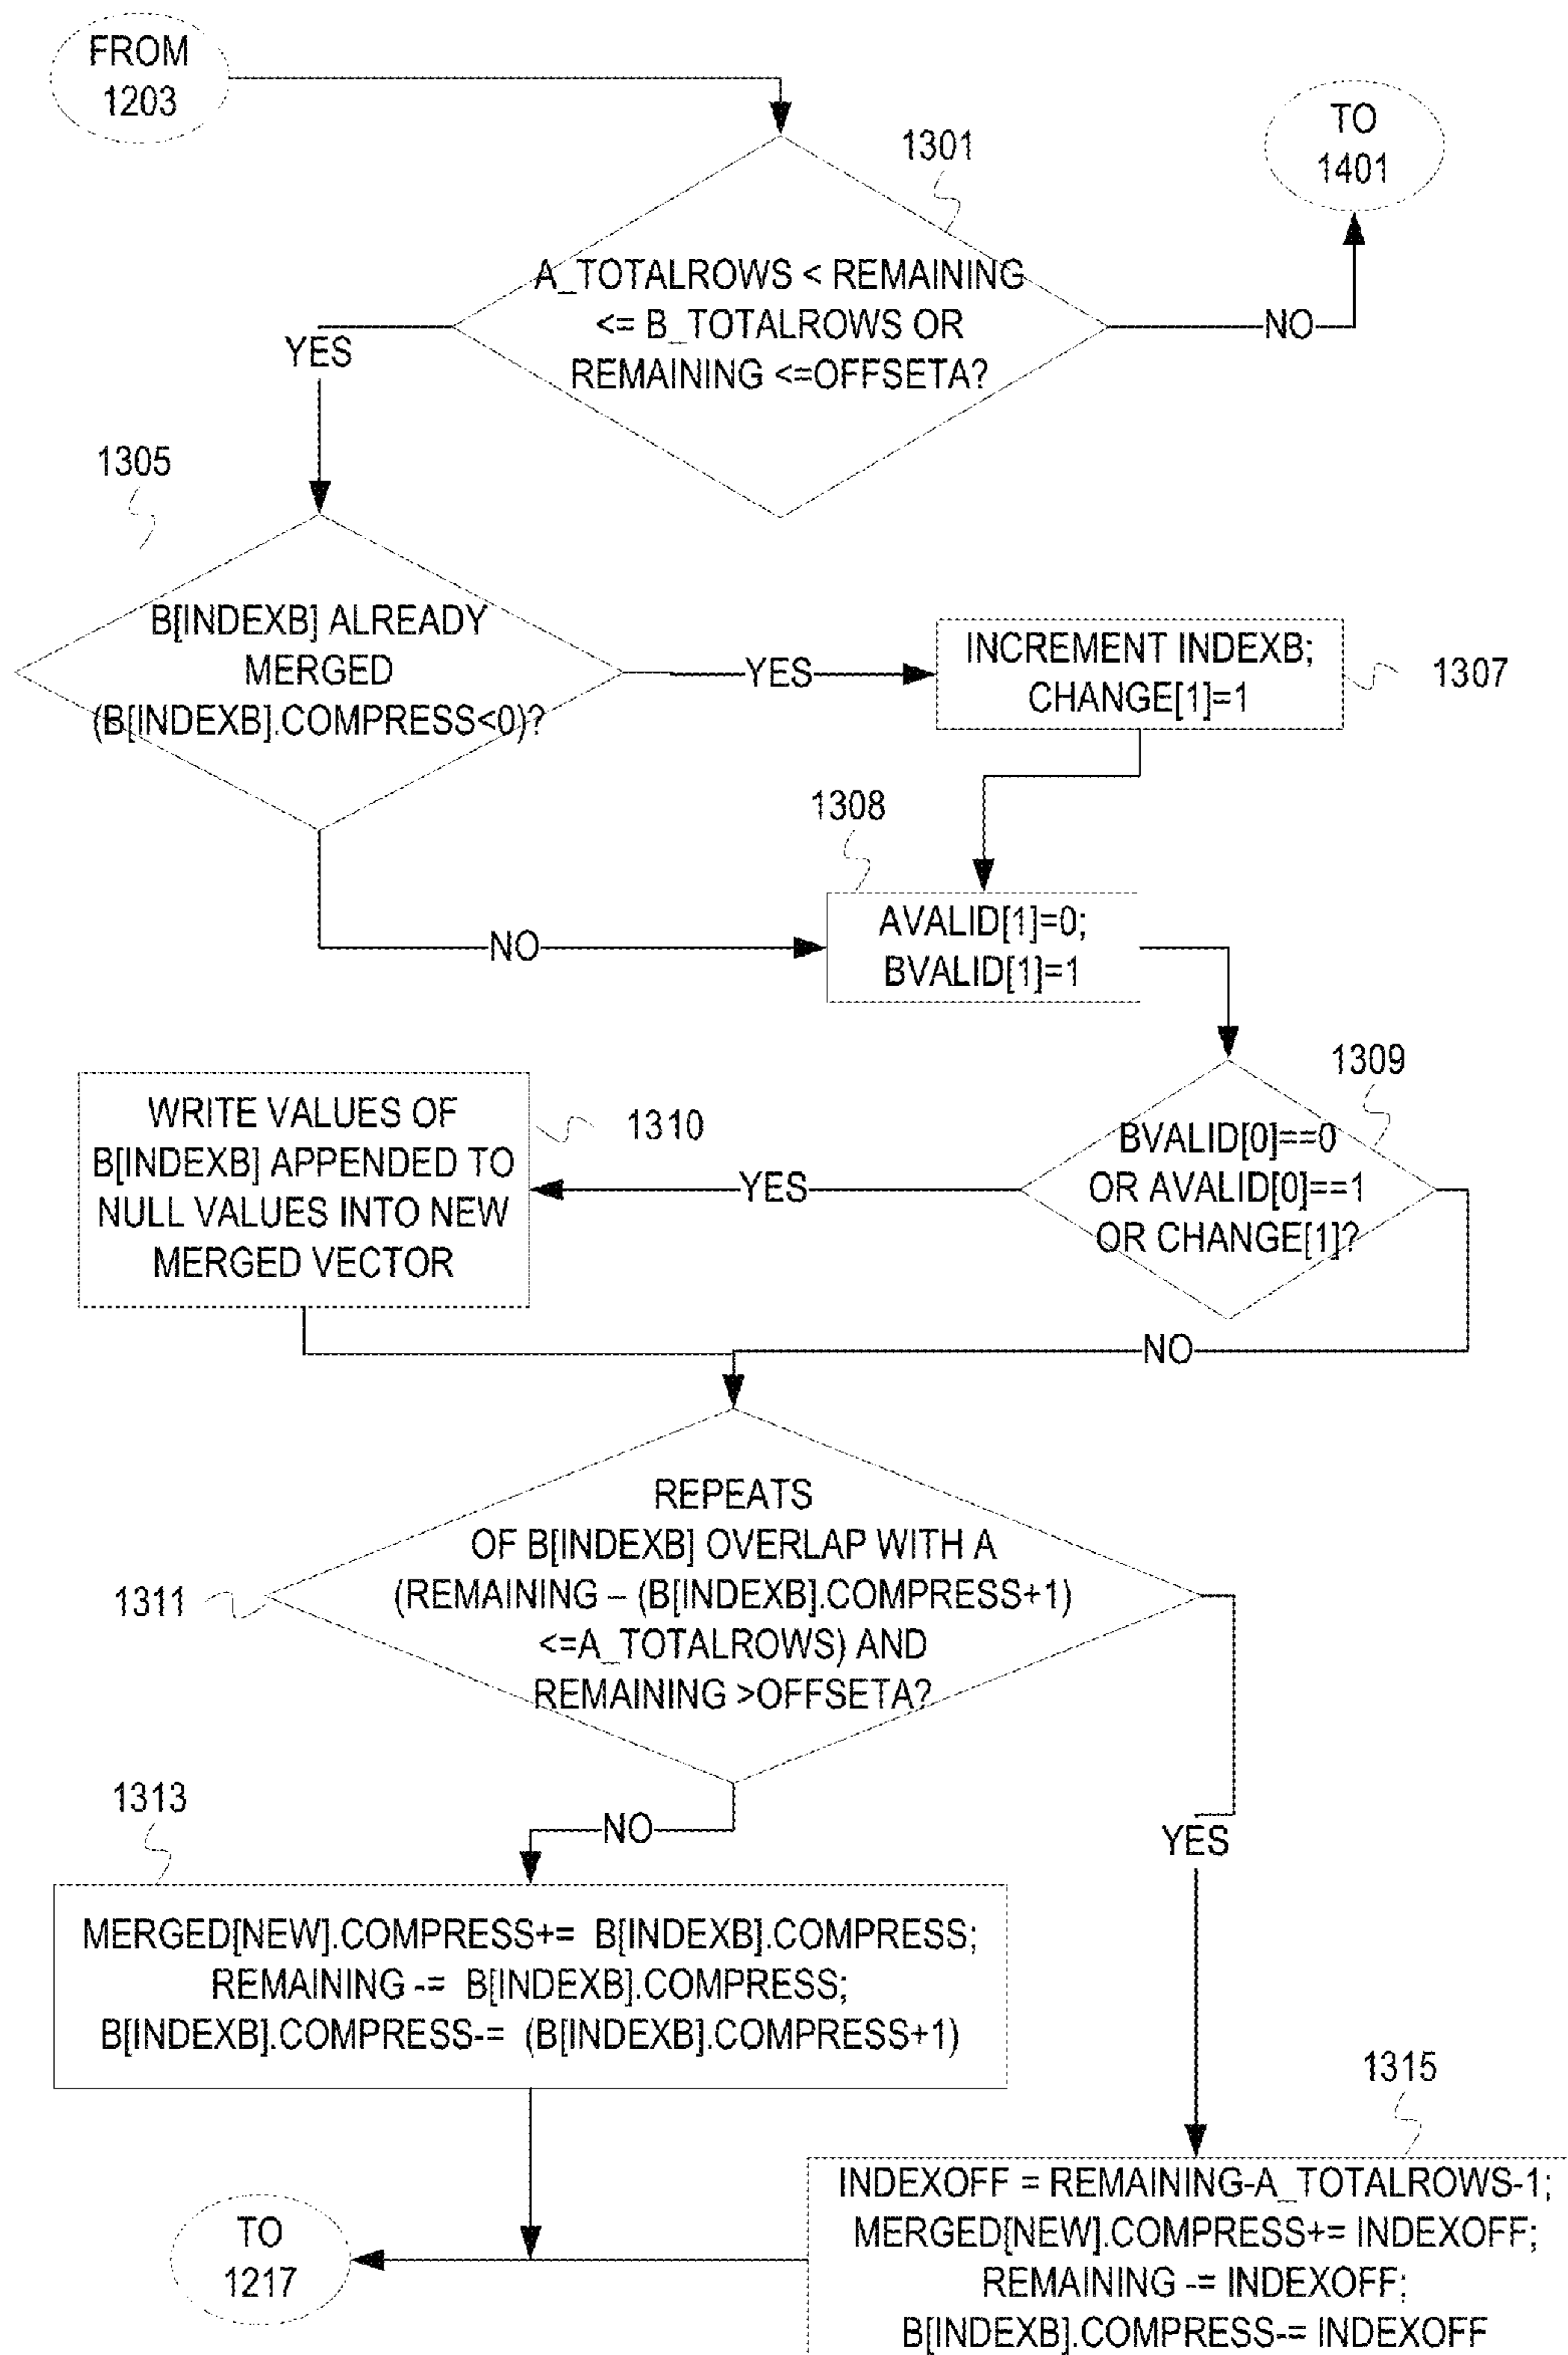 FROM
1203
TO
1401
1301
A_TOTALROWS < REMAINING
<= B_TOTALROWS OR
REMAINING <=OFFSETA?
NO
YES
1305
B[INDEXB] ALREADY
MERGED
(B[INDEXB].COMPRESS<0)?
YES
INCREMENT INDEXB;
CHANGE[1]=1
1307
1308
AVALID[1]=0;
BVALID[1]=1
NO
1309
BVALID[0]==0
OR AVALID[0]==1
OR CHANGE[1]?
YES
1310
WRITE VALUES OF
B[INDEXB] APPENDED TO
NULL VALUES INTO NEW
MERGED VECTOR
NO
REPEATS
OF B[INDEXB] OVERLAP WITH A
(REMAINING – (B[INDEXB].COMPRESS+1)
<=A_TOTALROWS) AND
REMAINING >OFFSETA?
1311
1313
NO
YES
MERGED[NEW].COMPRESS+= B[INDEXB].COMPRESS;
REMAINING -= B[INDEXB].COMPRESS;
B[INDEXB].COMPRESS-= (B[INDEXB].COMPRESS+1)
1315
INDEXOFF = REMAINING-A_TOTALROWS-1;
MERGED[NEW].COMPRESS+= INDEXOFF;
REMAINING -= INDEXOFF;
B[INDEXB].COMPRESS-= INDEXOFF
TO
1217